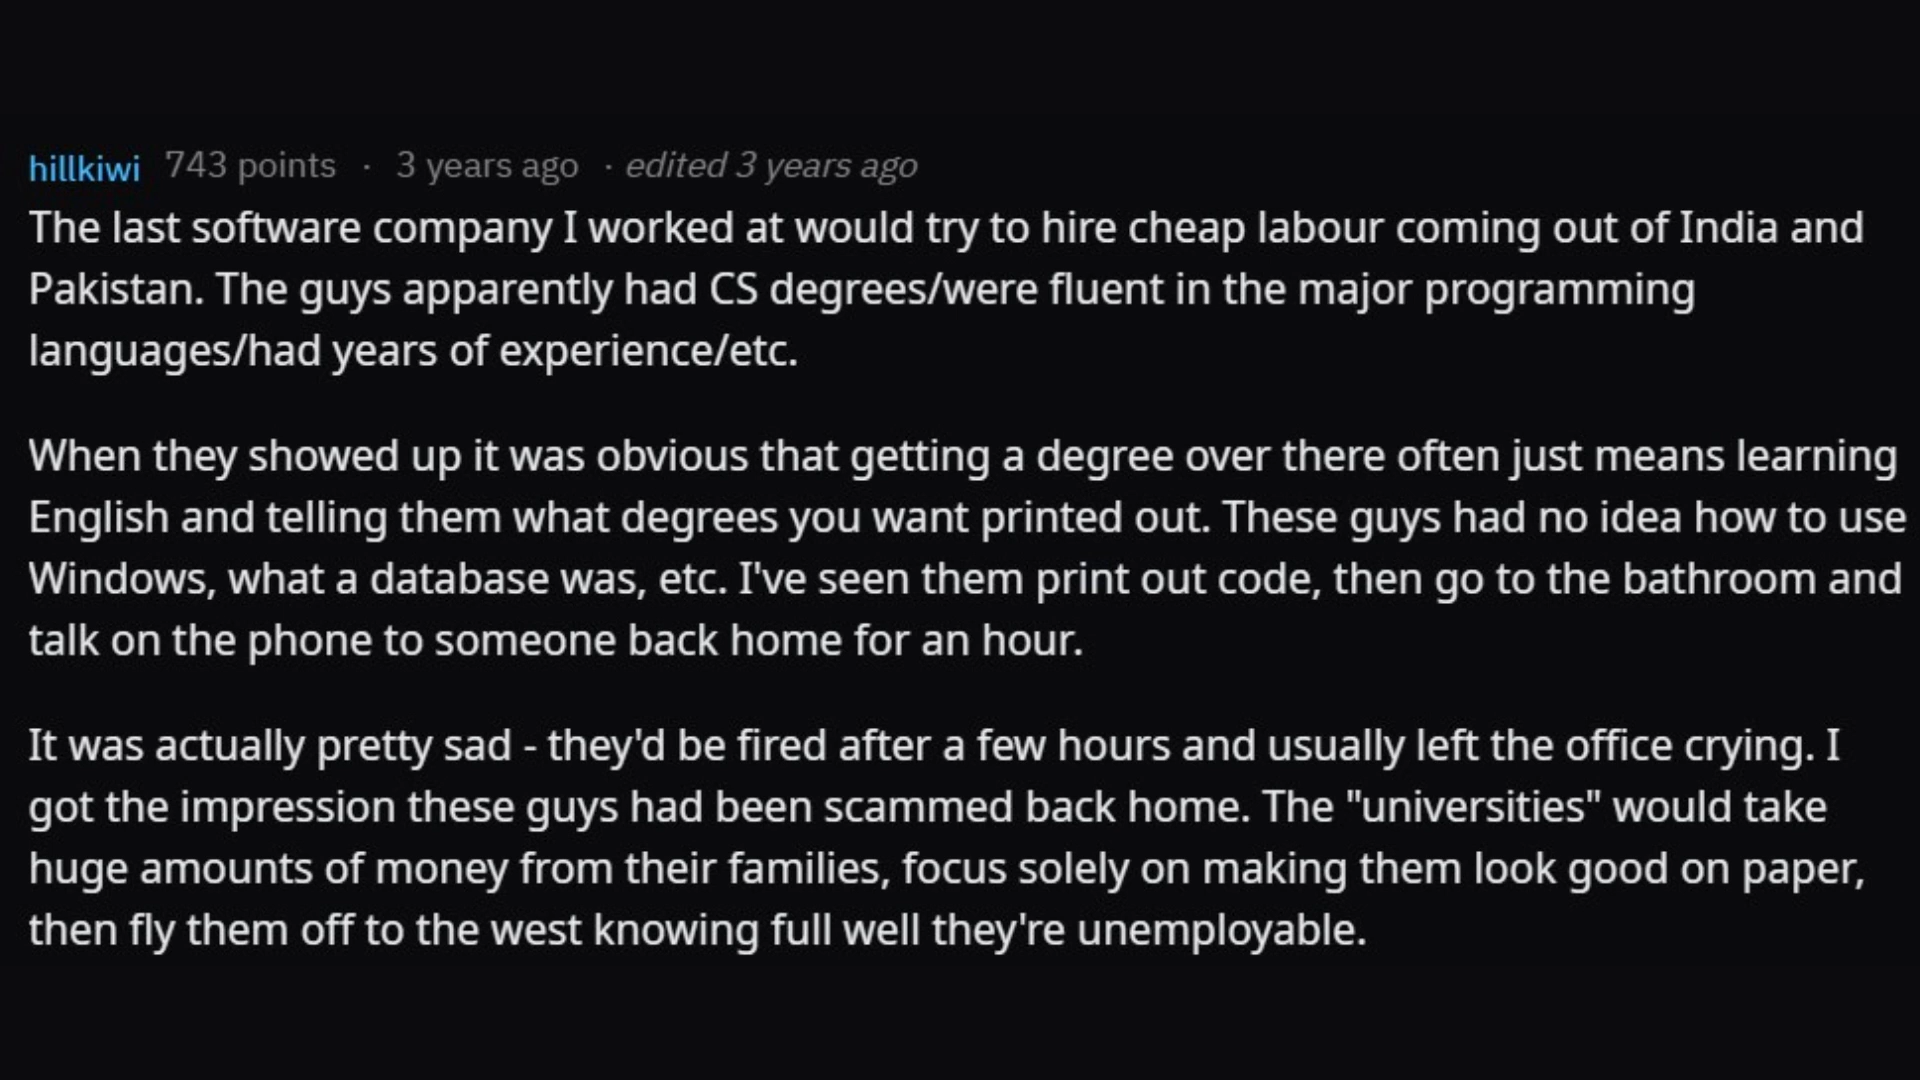 hillkiwi 743 points · 3 years ago · edited 3 years ago
The last software company I worked at would try to hire cheap labour coming out of India and
Pakistan. The guys apparently had CS degrees/were fluent in the major programming
languages/had years of experience/etc.
When they showed up it was obvious that getting a degree over there often just means learning
English and telling them what degrees you want printed out. These guys had no idea how to use
Windows, what a database was, etc. I've seen them print out code, then go to the bathroom and
talk on the phone to someone back home for an hour.
It was actually pretty sad - they'd be fired after a few hours and usually left the office crying. I
got the impression these guys had been scammed back home. The "universities" would take
huge amounts of money from their families, focus solely on making them look good on paper,
then fly them off to the west knowing full well they're unemployable.